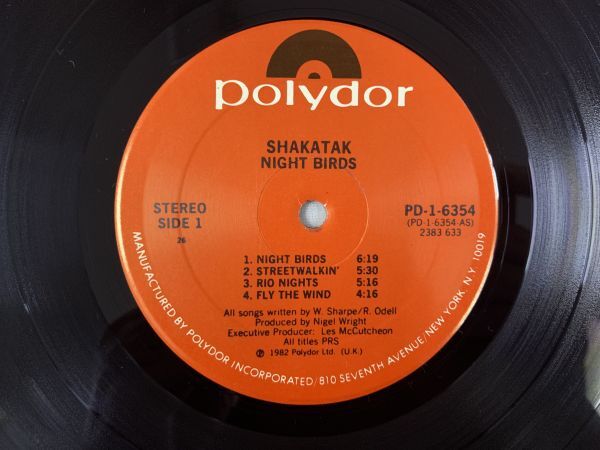 polydor
SHAKATAK
NIGHT BIRDS
STEREO
SIDE 1
26
PD-1-6354
(PD-1-6354-AS)
2383 633
1. NIGHT BIRDS 6:19
2. STREETWALKIN' 5:30
3. RIO NIGHTS 5:16
4. FLY THE WIND 4:16
All songs written by W. Sharpe/R. Odell
Produced by Nigel Wright
Executive Producer: Les McCutcheon
All titles PRS
℗ 1982 Polydor Ltd. (U.K.)
MANUFACTURED BY POLYDOR INCORPORATED/810 SEVENTH AVENUE/NEW YORK, N.Y. 10019